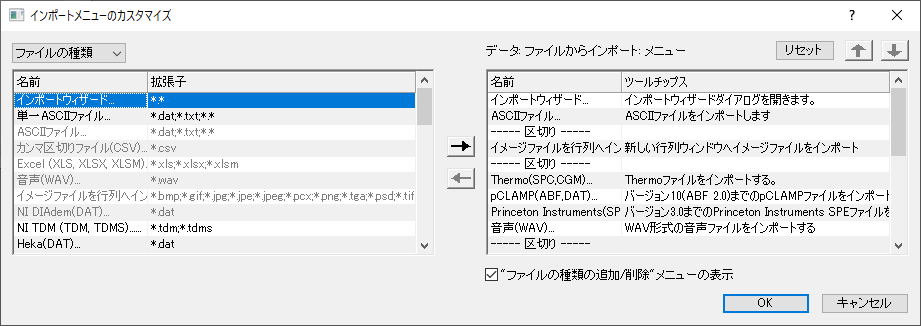 インポートメニューのカスタマイズ
ファイルの種類
データ: ファイルからインポート: メニュー
リセット
名前 拡張子
インポートウィザード... *.*
単一ASCIIファイル... *.dat;*.txt;*.*
ASCIIファイル... *.dat;*.txt;*.*
カンマ区切りファイル(CSV)... *.csv
Excel (XLS, XLSX, XLSM)... *.xls;*.xlsx;*.xlsm
音声(WAV)... *.wav
イメージファイルを行列へイン *.bmp;*.gif;*.jpg;*.jpe;*.jpeg;*.pcx;*.png;*.tga;*.psd;*.tif
NI DIAdem(DAT)... *.dat
NI TDM (TDM, TDMS)...... *.tdm;*.tdms
Heka(DAT)... *.dat
名前 ツールチップス
インポートウィザード... インポートウィザードダイアログを開きます。
ASCIIファイル... ASCIIファイルをインポートします
----- 区切り -----
イメージファイルを行列へイン 新しい行列ウィンドウへイメージファイルをインポート
----- 区切り -----
Thermo(SPC,CGM)... Thermoファイルをインポートする。
pCLAMP(ABF,DAT)... バージョン10(ABF 2.0)までのpCLAMPファイルをインポート
Princeton Instruments(SP バージョン3.0までのPrinceton Instruments SPEファイルを
音声(WAV)... WAV形式の音声ファイルをインポートする
----- 区切り -----
"ファイルの種類の追加/削除"メニューの表示
OK
キャンセル